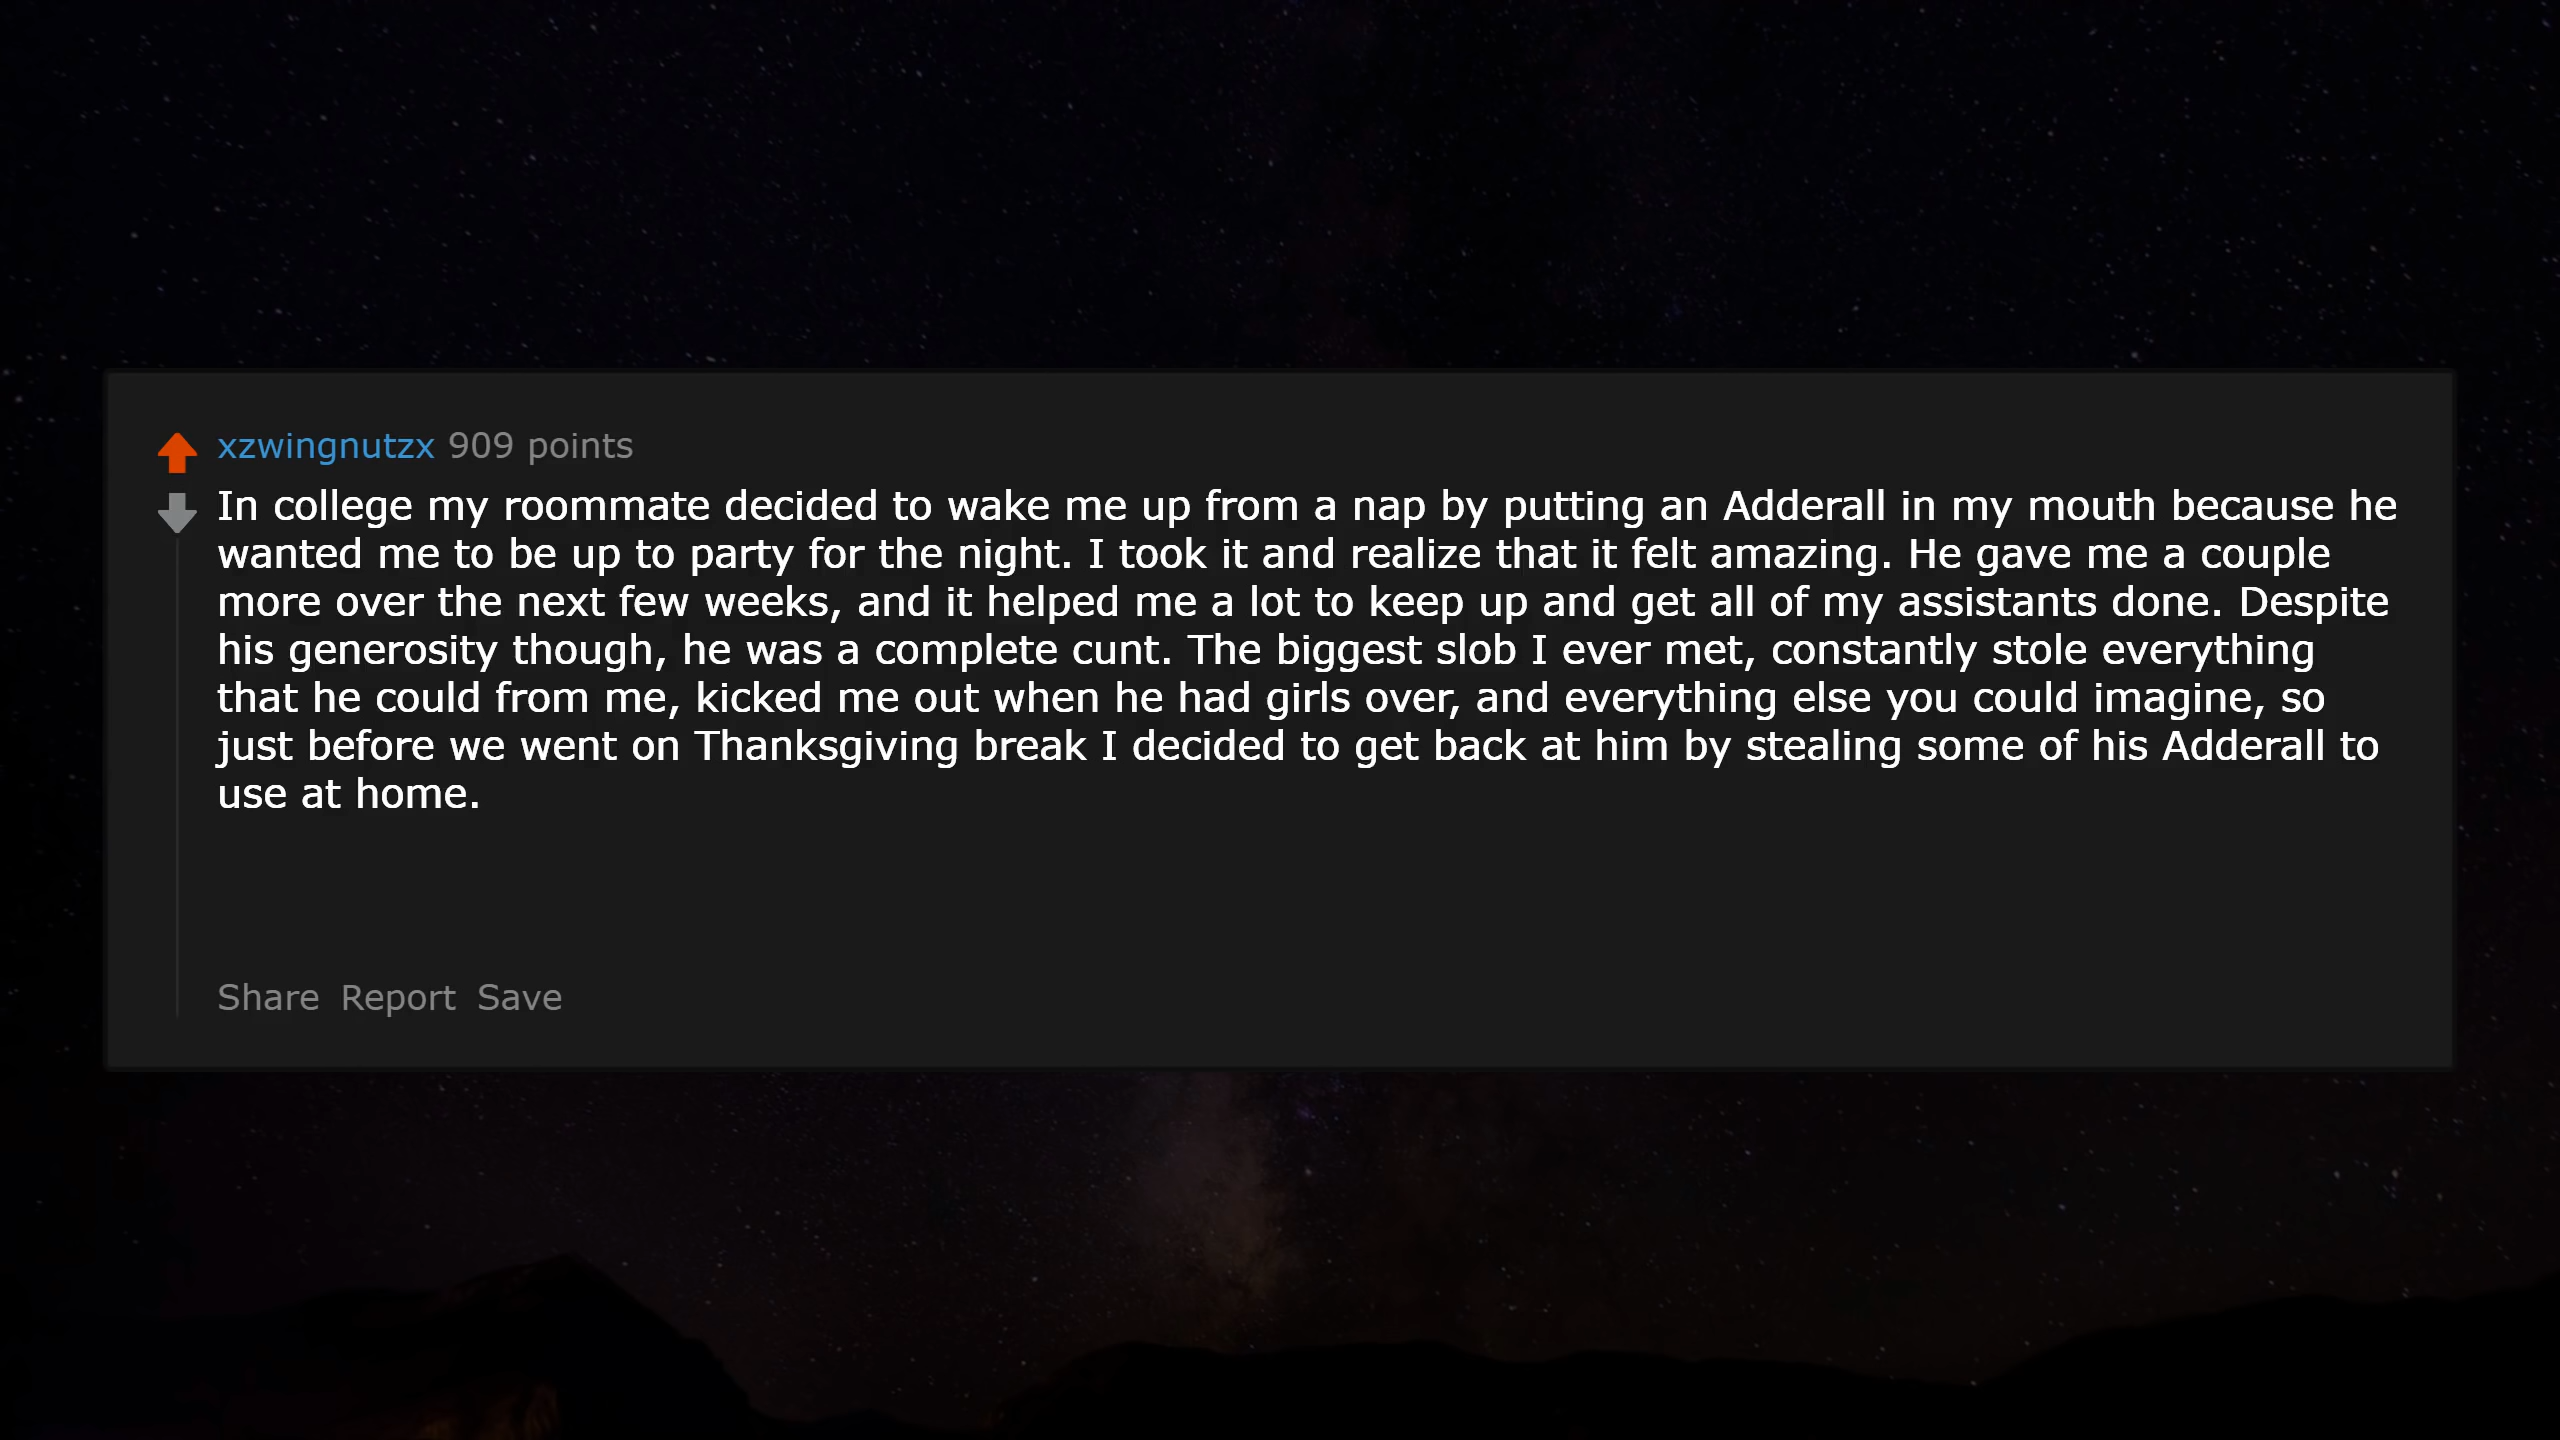 xzwingnutzx 909 points
In college my roommate decided to wake me up from a nap by putting an Adderall in my mouth because he
wanted me to be up to party for the night. I took it and realize that it felt amazing. He gave me a couple
more over the next few weeks, and it helped me a lot to keep up and get all of my assistants done. Despite
his generosity though, he was a complete cunt. The biggest slob I ever met, constantly stole everything
that he could from me, kicked me out when he had girls over, and everything else you could imagine, so
just before we went on Thanksgiving break I decided to get back at him by stealing some of his Adderall to
use at home.
Share Report Save